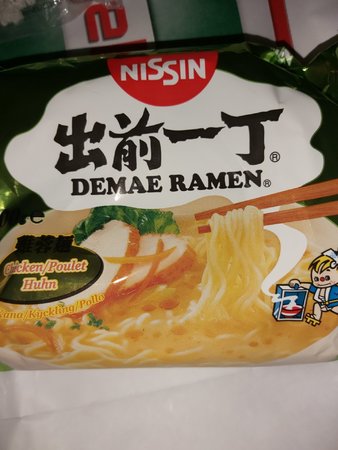 NISSIN
出前一丁®
DEMAE RAMEN®
雞蓉麵
Chicken/Poulet
Huhn
Kana/Kyckling/Pollo